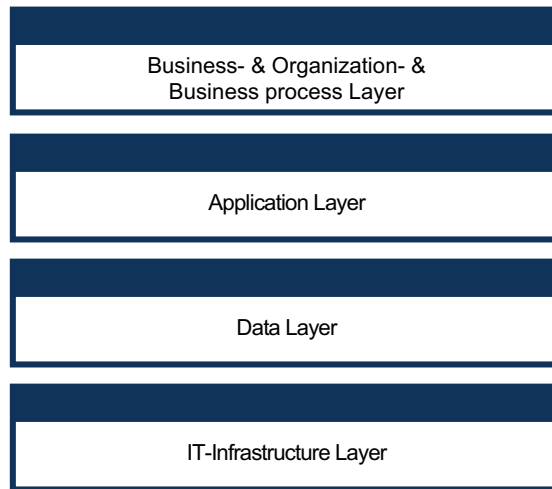 Business- & Organization- &
Business process Layer
Application Layer
Data Layer
IT-Infrastructure Layer